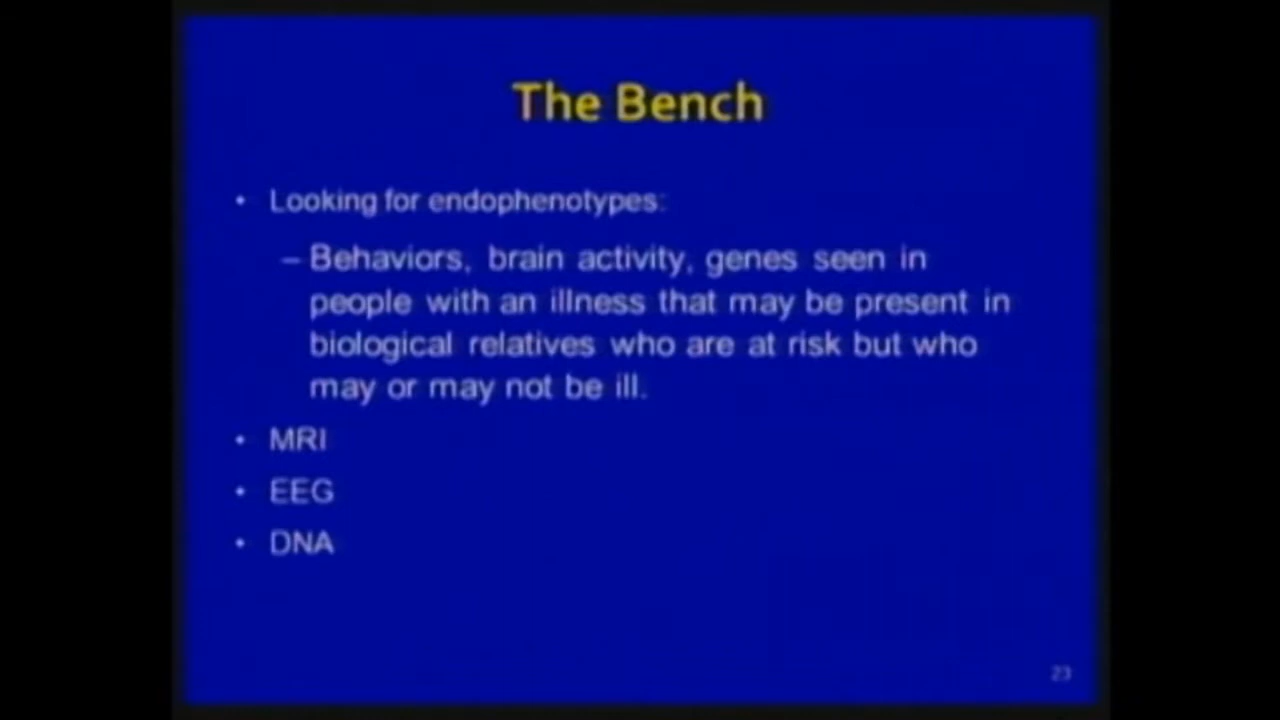 The Bench
• Looking for endophenotypes:
– Behaviors, brain activity, genes seen in
people with an illness that may be present in
biological relatives who are at risk but who
may or may not be ill.
• MRI
• EEG
• DNA
23